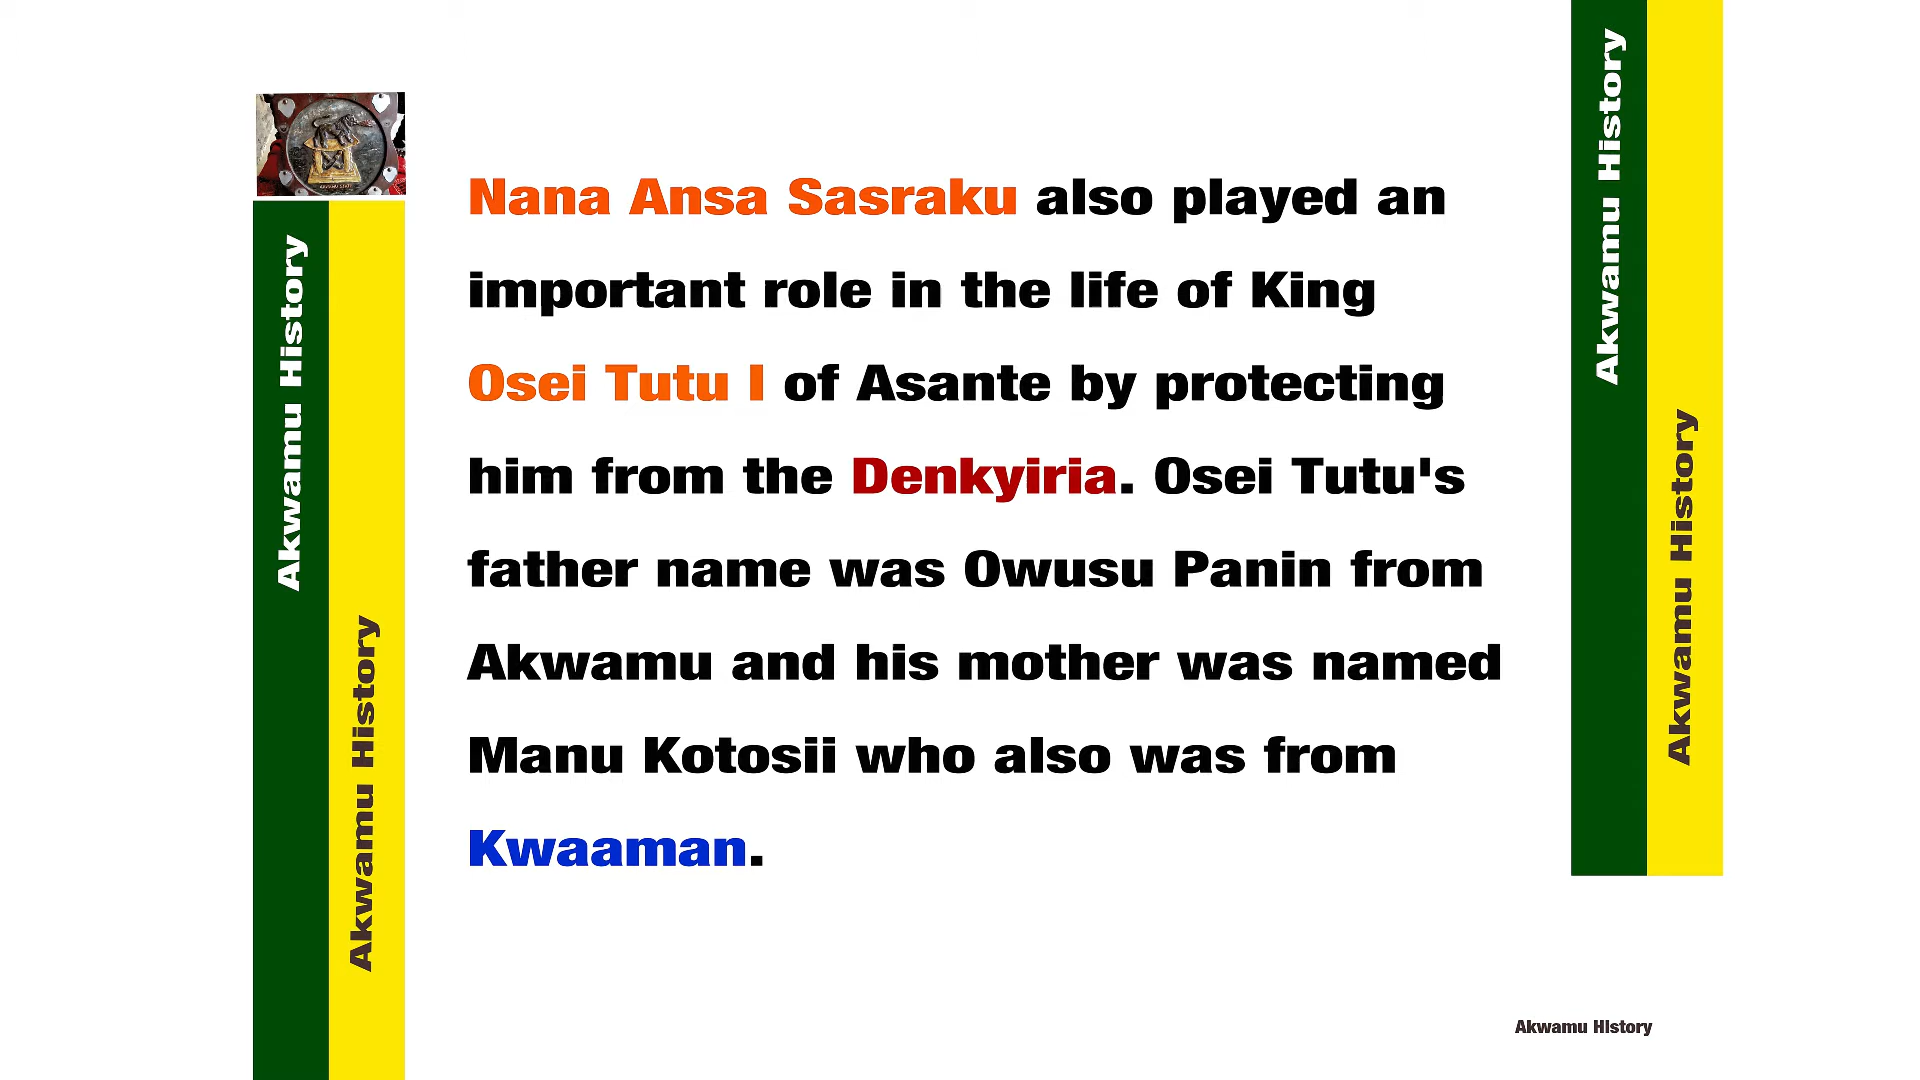 Akwamu History
Akwamu History
Nana Ansa Sasraku also played an
important role in the life of King
Osei Tutu I of Asante by protecting
him from the Denkyiria. Osei Tutu's
father name was Owusu Panin from
Akwamu and his mother was named
Manu Kotosii who also was from
Kwaaman.
Akwamu History
Akwamu History
Akwamu HIstory